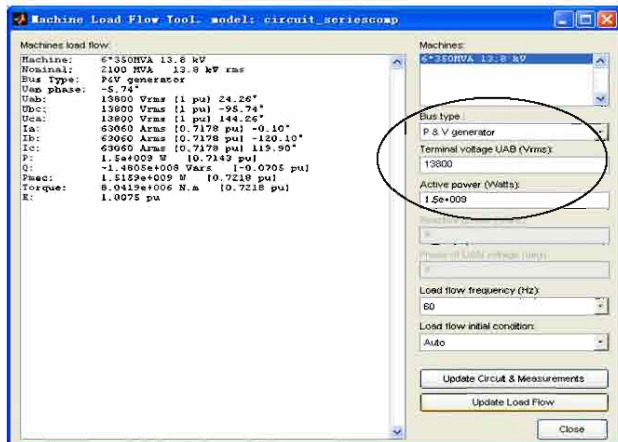 Machine Load Flow Tool. model: circuit_seriescomp
Machines load flow:
Machine: 6*350MVA 13.8 kV
Nominal: 2100 MVA 13.8 kV rms
Bus Type: P&V generator
Uan phase: -5.74°
Uab: 13800 Vrms [1 pu] 24.26°
Ubc: 13800 Vrms [1 pu] -95.74°
Uca: 13800 Vrms [1 pu] 144.26°
Ia: 63060 Arms [0.7178 pu] -0.10°
Ib: 63060 Arms [0.7178 pu] -120.10°
Ic: 63060 Arms [0.7178 pu] 119.90°
P: 1.5e+009 W [0.7143 pu]
Q: -1.4805e+008 Vars [-0.0705 pu]
Pmec: 1.5159e+009 W [0.7218 pu]
Torque: 8.0419e+006 N.m [0.7218 pu]
E: 1.0075 pu
Machines:
6*350MVA 13.8 kV
Bus type :
P & V generator
Terminal voltage UAB (Vrms):
13800
Active power (Watts):
1.5e+009
Phase of UAN voltage (deg):
Load flow frequency (Hz):
60
Load flow initial condition:
Auto
Update Circuit & Measurements
Update Load Flow
Close